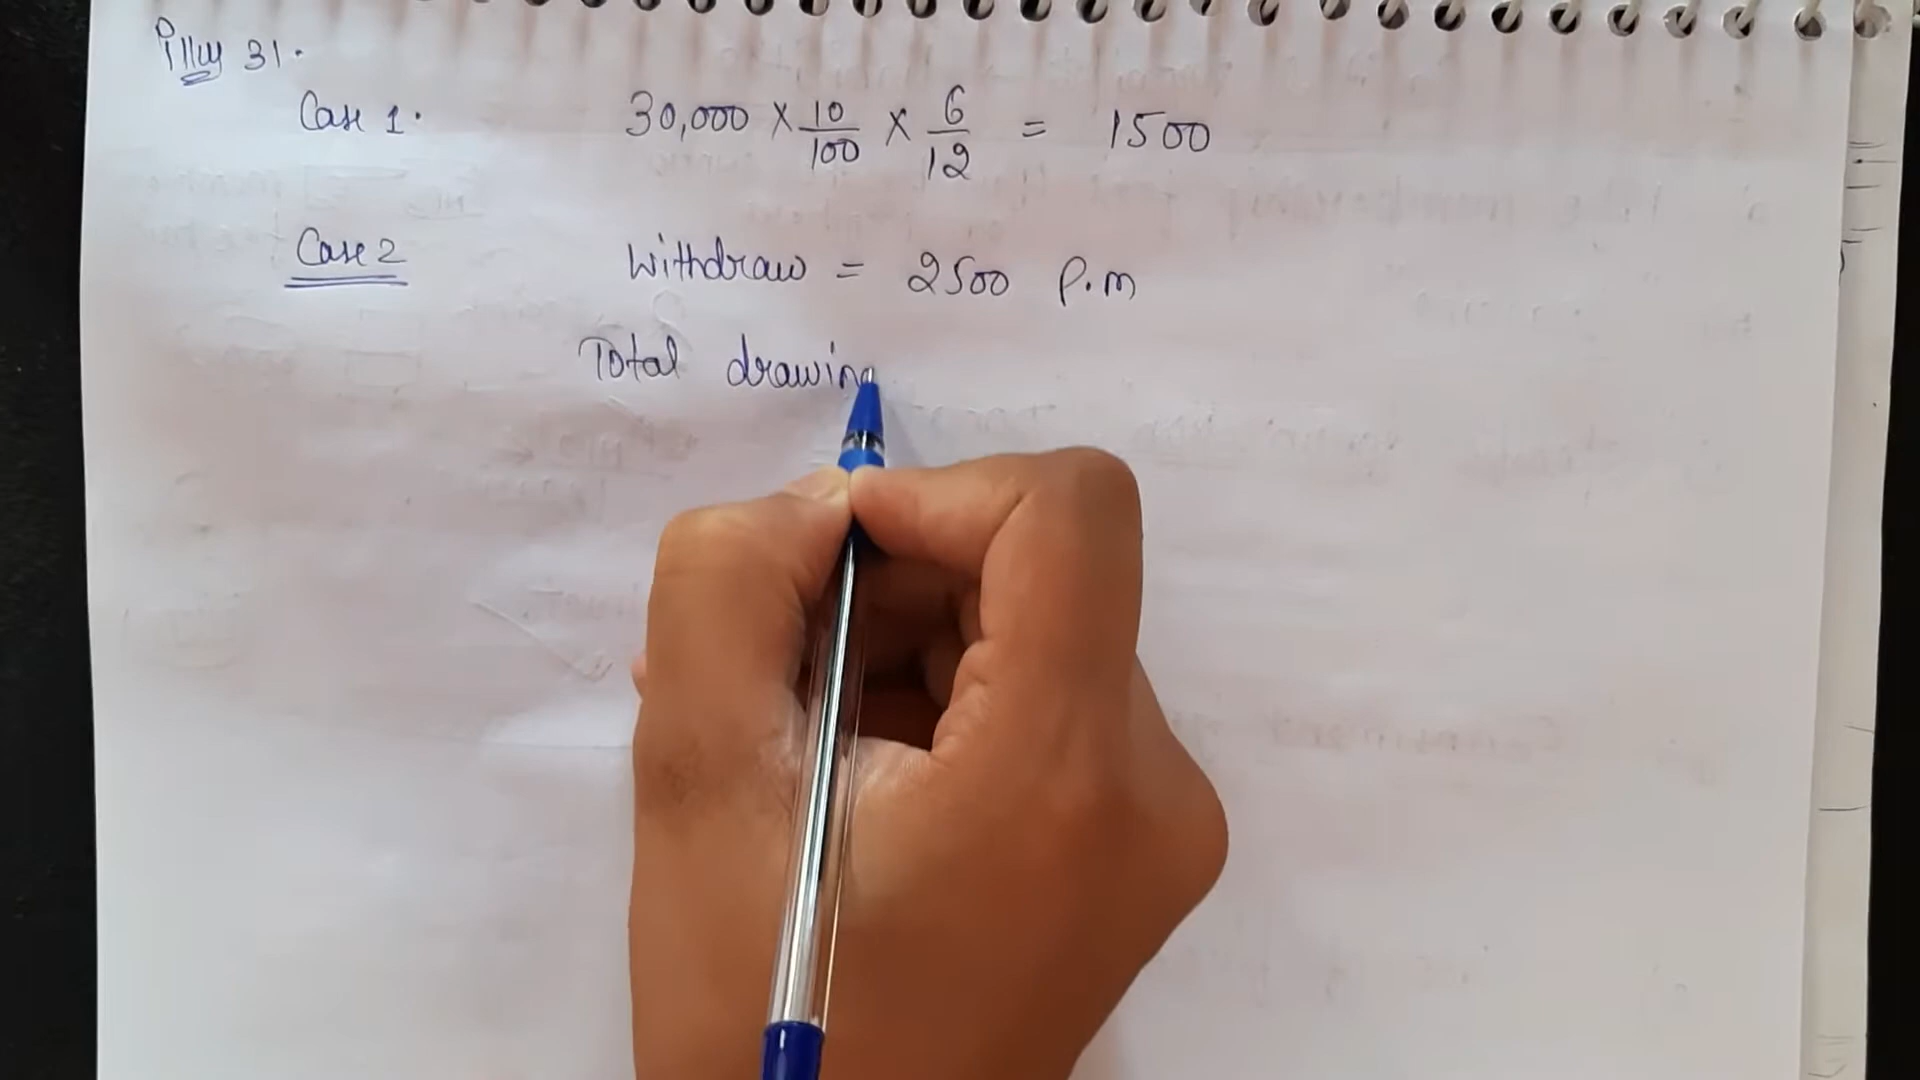 illus 31.
Case 1. 30,000 × 10/100 × 6/12 = 1500
Case 2 Withdraw = 2500 P.m
Total drawing